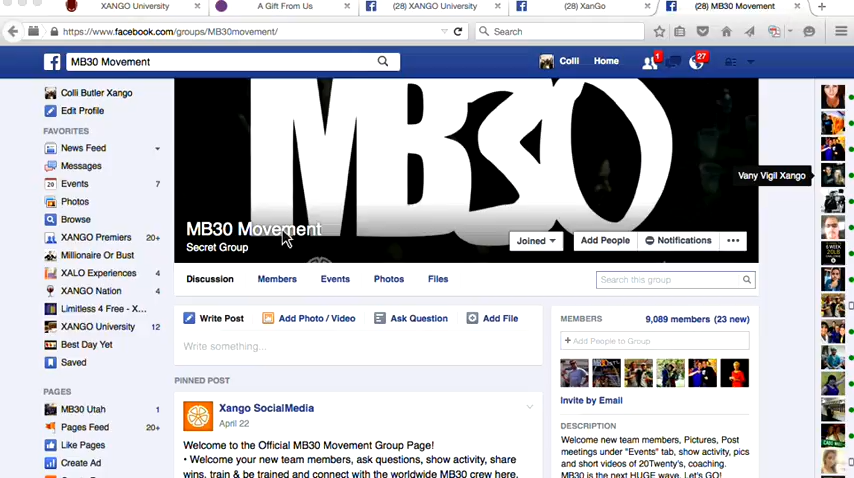 XANGO University
A Gift From Us
(28) XANGO University
(28) XanGo
(28) MB30 Movement
https://www.facebook.com/groups/MB30movement/
Search
MB30 Movement
Colli
Home
1
27
Colli Butler Xango
Edit Profile
FAVORITES
News Feed
Messages
Events 7
Photos
Browse
XANGO Premiers 20+
Millionaire Or Bust
XALO Experiences 4
XANGO Nation 4
Limitless 4 Free - X...
XANGO University 12
Best Day Yet
Saved
PAGES
MB30 Utah 1
Pages Feed 20+
Like Pages
Create Ad
MB30
MB30 Movement
Secret Group
Joined
Add People
Notifications
Vany Vigil Xango
Discussion
Members
Events
Photos
Files
Search this group
Write Post
Add Photo / Video
Ask Question
Add File
Write something...
PINNED POST
Xango SocialMedia
April 22
Welcome to the Official MB30 Movement Group Page!
• Welcome your new team members, ask questions, show activity, share
wins, train & be trained and connect with the worldwide MB30 crew here.
MEMBERS
9,089 members (23 new)
+ Add People to Group
Invite by Email
DESCRIPTION
Welcome new team members, Pictures, Post
meetings under "Events" tab, show activity, pics
and short videos of 20Twenty's, coaching.
MB30 is the next HUGE wave. Let's GO!